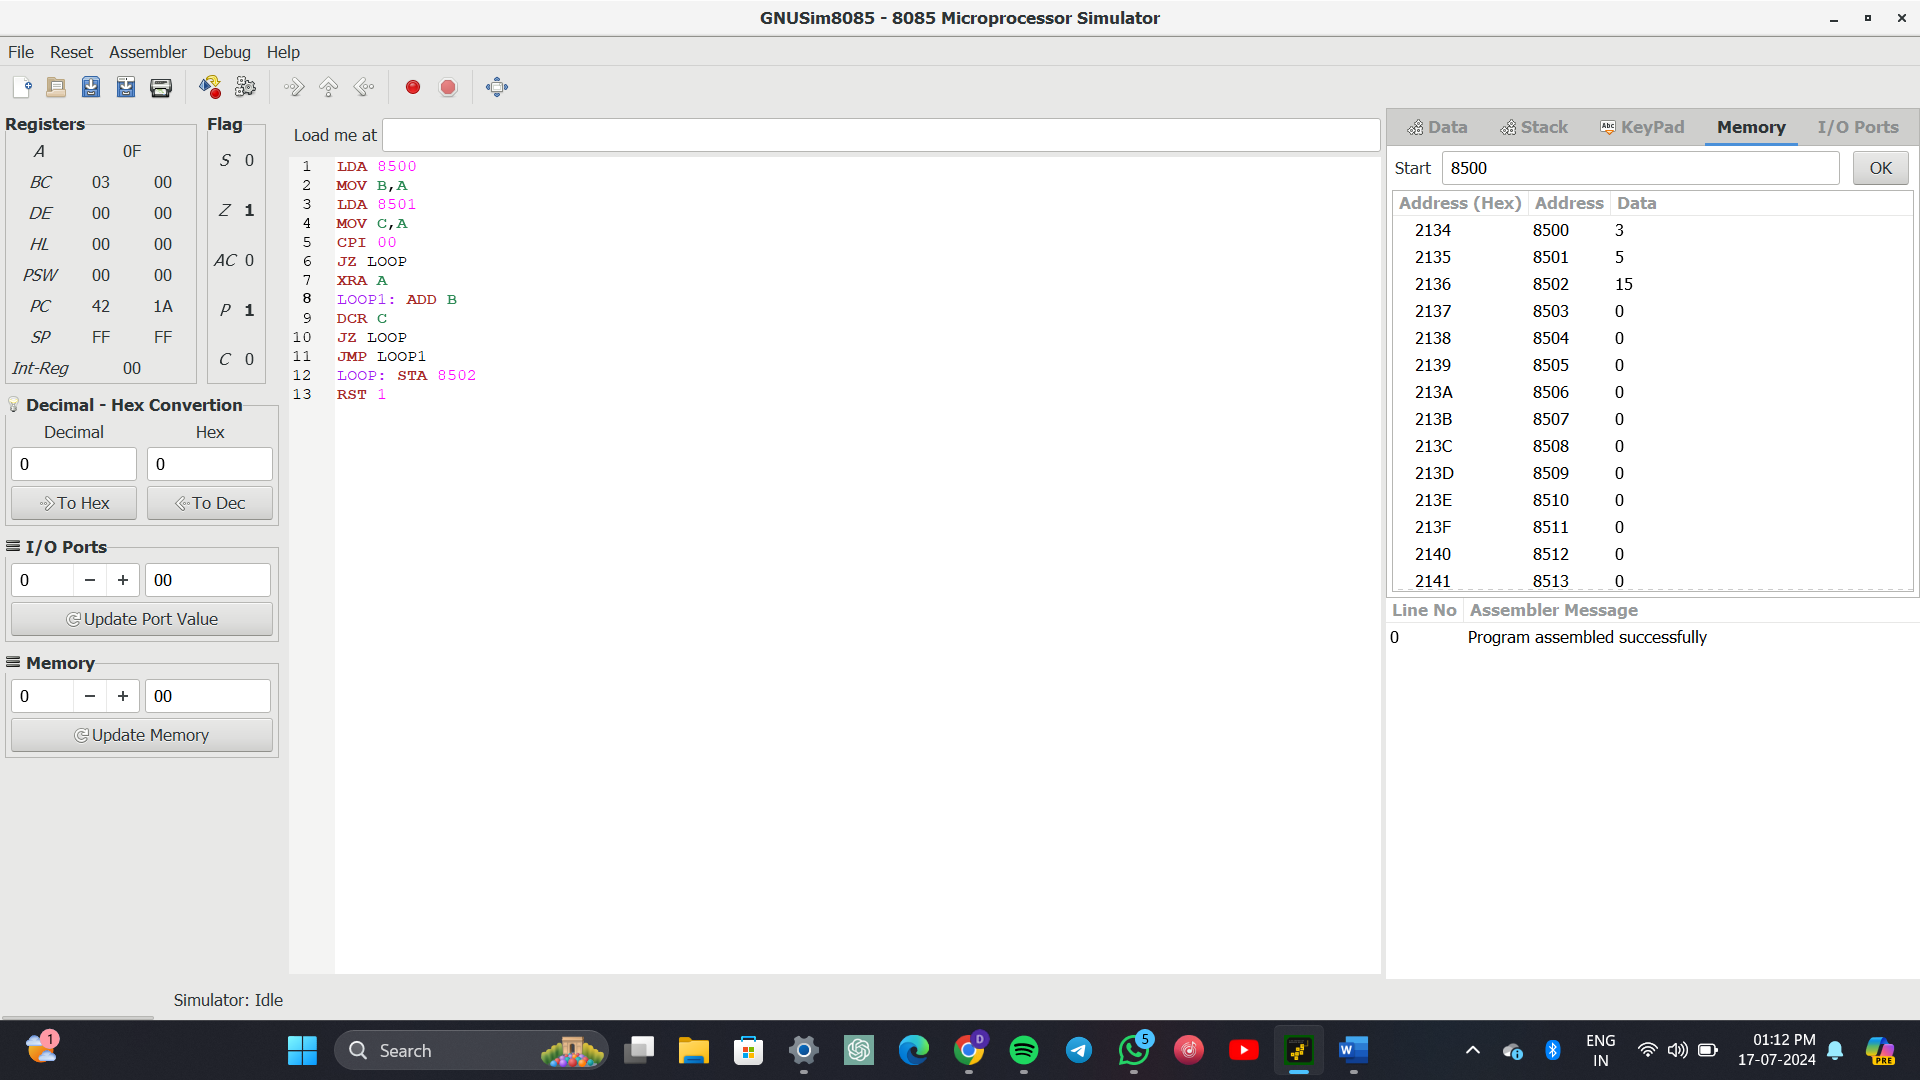 GNUSim8085 - 8085 Microprocessor Simulator
File Reset Assembler Debug Help
Registers
A 0F
BC 03 00
DE 00 00
HL 00 00
PSW 00 00
PC 42 1A
SP FF FF
Int-Reg 00
Flag
S 0
Z 1
AC 0
P 1
C 0
Decimal - Hex Convertion
Decimal Hex
0 0
To Hex To Dec
I/O Ports
0 − + 00
Update Port Value
Memory
0 − + 00
Update Memory
Load me at
1 LDA 8500
2 MOV B,A
3 LDA 8501
4 MOV C,A
5 CPI 00
6 JZ LOOP
7 XRA A
8 LOOP1: ADD B
9 DCR C
10 JZ LOOP
11 JMP LOOP1
12 LOOP: STA 8502
13 RST 1
Data Stack Abc KeyPad Memory I/O Ports
Start 8500 OK
Address (Hex) Address Data
2134 8500 3
2135 8501 5
2136 8502 15
2137 8503 0
2138 8504 0
2139 8505 0
213A 8506 0
213B 8507 0
213C 8508 0
213D 8509 0
213E 8510 0
213F 8511 0
2140 8512 0
2141 8513 0
Line No Assembler Message
0 Program assembled successfully
Simulator: Idle
1
Search
D
5
W
ENG
IN
01:12 PM
17-07-2024
PRE